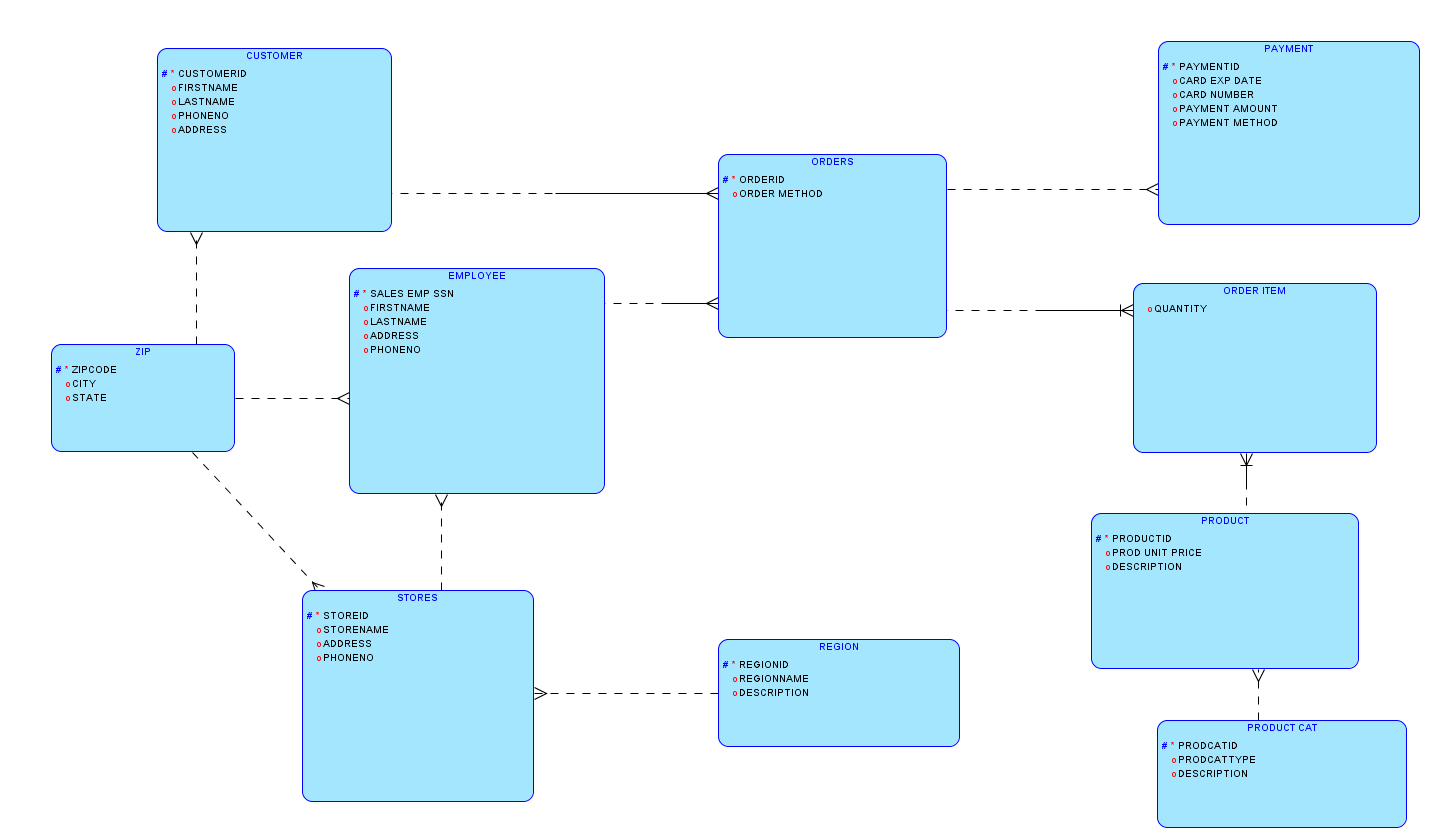 CUSTOMER
# * CUSTOMERID
o FIRSTNAME
o LASTNAME
o PHONENO
o ADDRESS
PAYMENT
# * PAYMENTID
o CARD EXP DATE
o CARD NUMBER
o PAYMENT AMOUNT
o PAYMENT METHOD
ORDERS
# * ORDERID
o ORDER METHOD
EMPLOYEE
# * SALES EMP SSN
o FIRSTNAME
o LASTNAME
o ADDRESS
o PHONENO
ORDER ITEM
o QUANTITY
ZIP
# * ZIPCODE
o CITY
o STATE
PRODUCT
# * PRODUCTID
o PROD UNIT PRICE
o DESCRIPTION
STORES
# * STOREID
o STORENAME
o ADDRESS
o PHONENO
REGION
# * REGIONID
o REGIONNAME
o DESCRIPTION
PRODUCT CAT
# * PRODCATID
o PRODCATTYPE
o DESCRIPTION